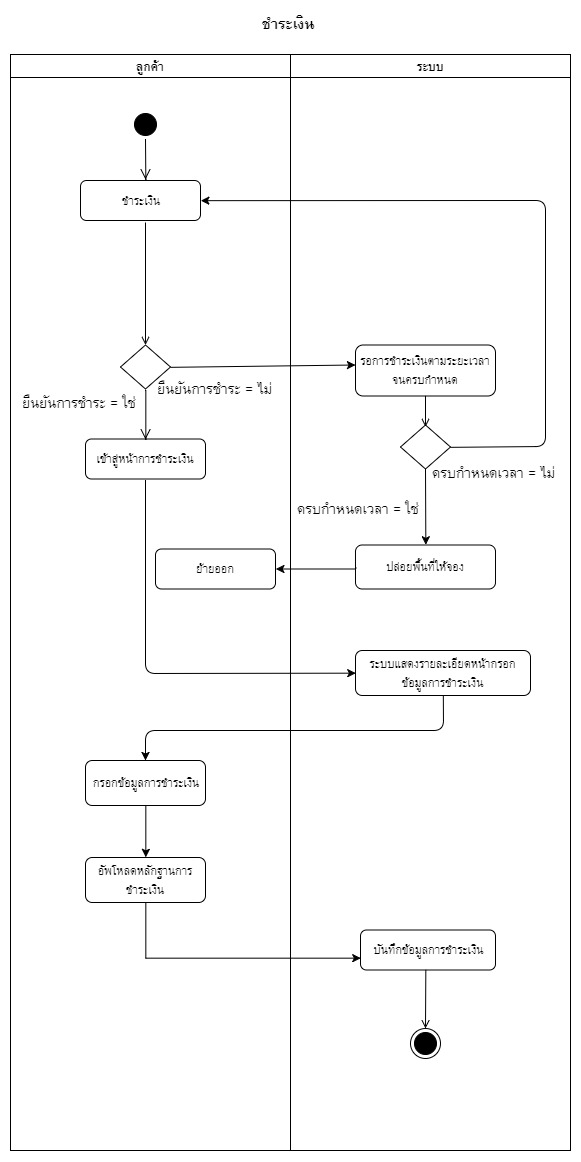 ชำระเงิน
ลูกค้า
ระบบ
ชำระเงิน
รอการชำระเงินตามระยะเวลา
จนครบกำหนด
ยืนยันการชำระ = ไม่
ยืนยันการชำระ = ใช่
เข้าสู่หน้าการชำระเงิน
ครบกำหนดเวลา = ไม่
ครบกำหนดเวลา = ใช่
ย้ายออก
ปล่อยพื้นที่ให้จอง
ระบบแสดงรายละเอียดหน้ากรอก
ข้อมูลการชำระเงิน
กรอกข้อมูลการชำระเงิน
อัพโหลดหลักฐานการ
ชำระเงิน
บันทึกข้อมูลการชำระเงิน